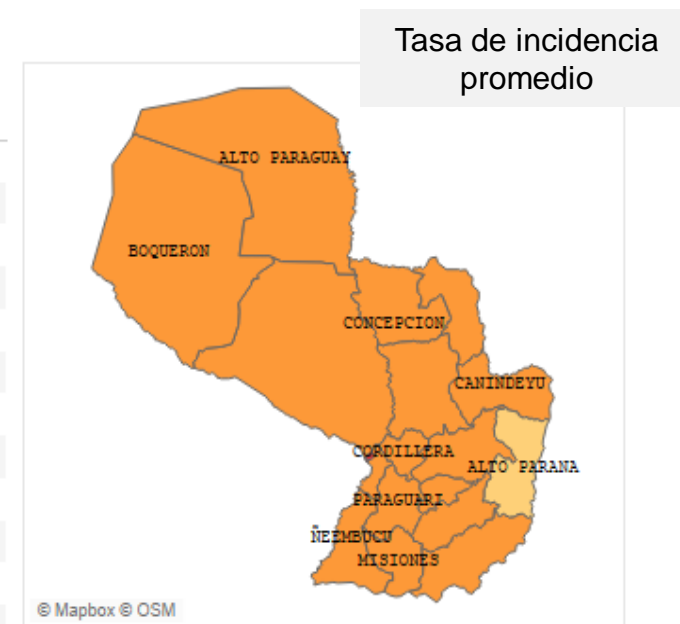 Tasa de incidencia
promedio
ALTO PARAGUAY
BOQUERON
CONCEPCION
CANINDEYU
CORDILLERA
ALTO PARANA
PARAGUARI
ÑEEMBUCU
MISIONES
© Mapbox © OSM